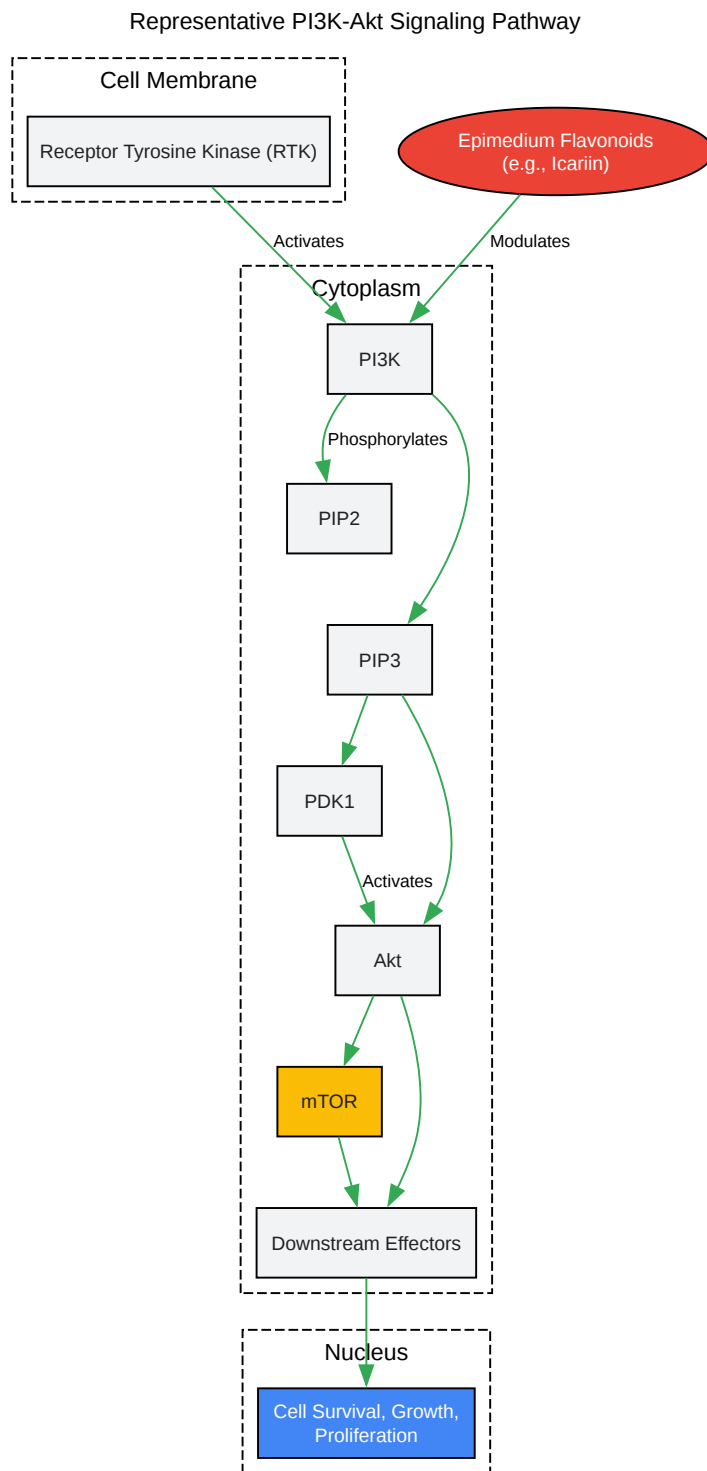 Representative PI3K-Akt Signaling Pathway
Cell Membrane
Receptor Tyrosine Kinase (RTK)
Epimedium Flavonoids
(e.g., Icariin)
Activates
Modulates
Cytoplasm
PI3K
Phosphorylates
PIP2
PIP3
PDK1
Activates
Akt
mTOR
Downstream Effectors
Nucleus
Cell Survival, Growth,
Proliferation